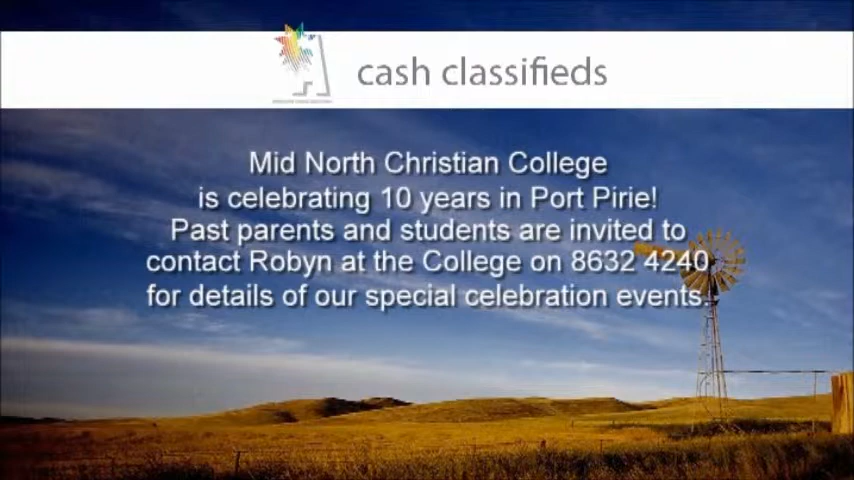 cash classifieds
Mid North Christian College
is celebrating 10 years in Port Pirie!
Past parents and students are invited to
contact Robyn at the College on 8632 4240
for details of our special celebration events.